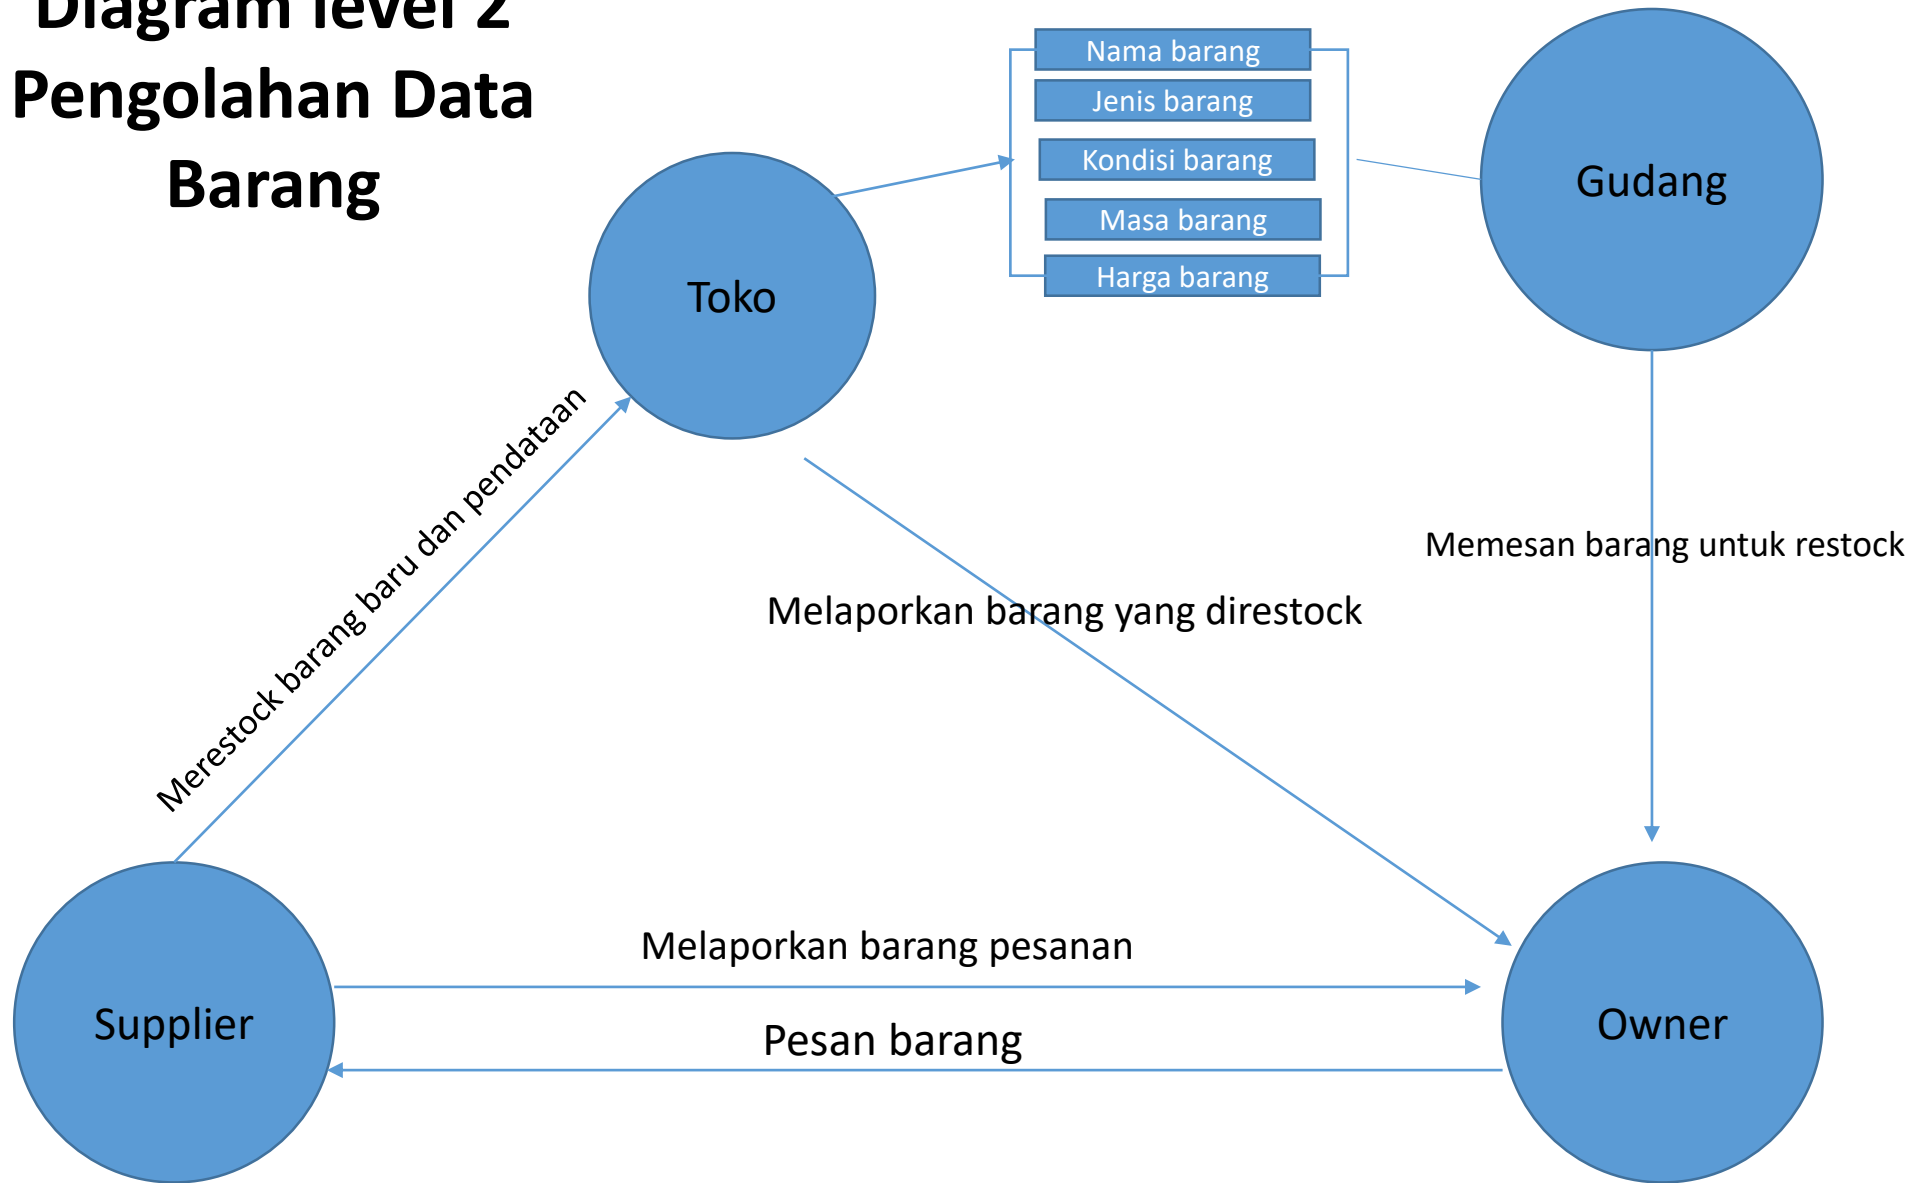 Diagram level 2
Pengolahan Data
Barang
Nama barang
Jenis barang
Kondisi barang
Masa barang
Harga barang
Gudang
Toko
Merestock barang baru dan pendataan
Memesan barang untuk restock
Melaporkan barang yang direstock
Melaporkan barang pesanan
Supplier
Pesan barang
Owner